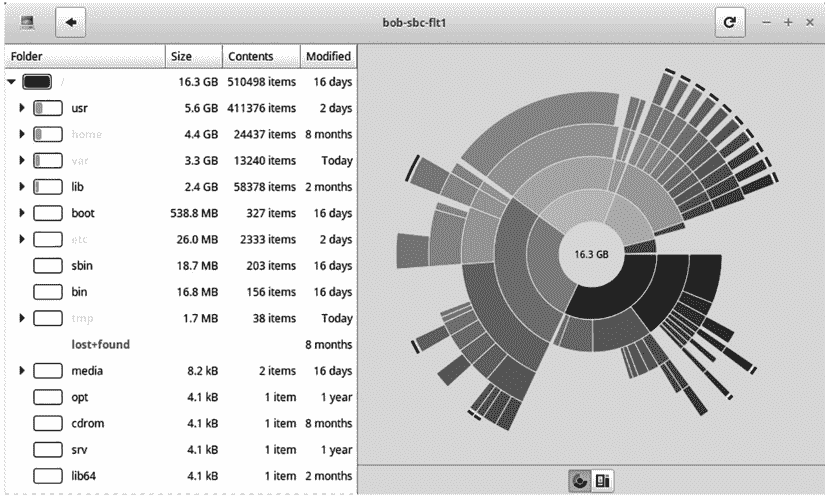 bob-sbc-flt1
Folder Size Contents Modified
/ 16.3 GB 510498 items 16 days
usr 5.6 GB 411376 items 2 days
home 4.4 GB 24437 items 8 months
var 3.3 GB 13240 items Today
lib 2.4 GB 58378 items 2 months
boot 538.8 MB 327 items 16 days
etc 26.0 MB 2333 items 2 days
sbin 18.7 MB 203 items 16 days
bin 16.8 MB 156 items 16 days
tmp 1.7 MB 38 items Today
lost+found 8 months
media 8.2 kB 2 items 16 days
opt 4.1 kB 1 item 1 year
cdrom 4.1 kB 1 item 8 months
srv 4.1 kB 1 item 1 year
lib64 4.1 kB 1 item 2 months
16.3 GB